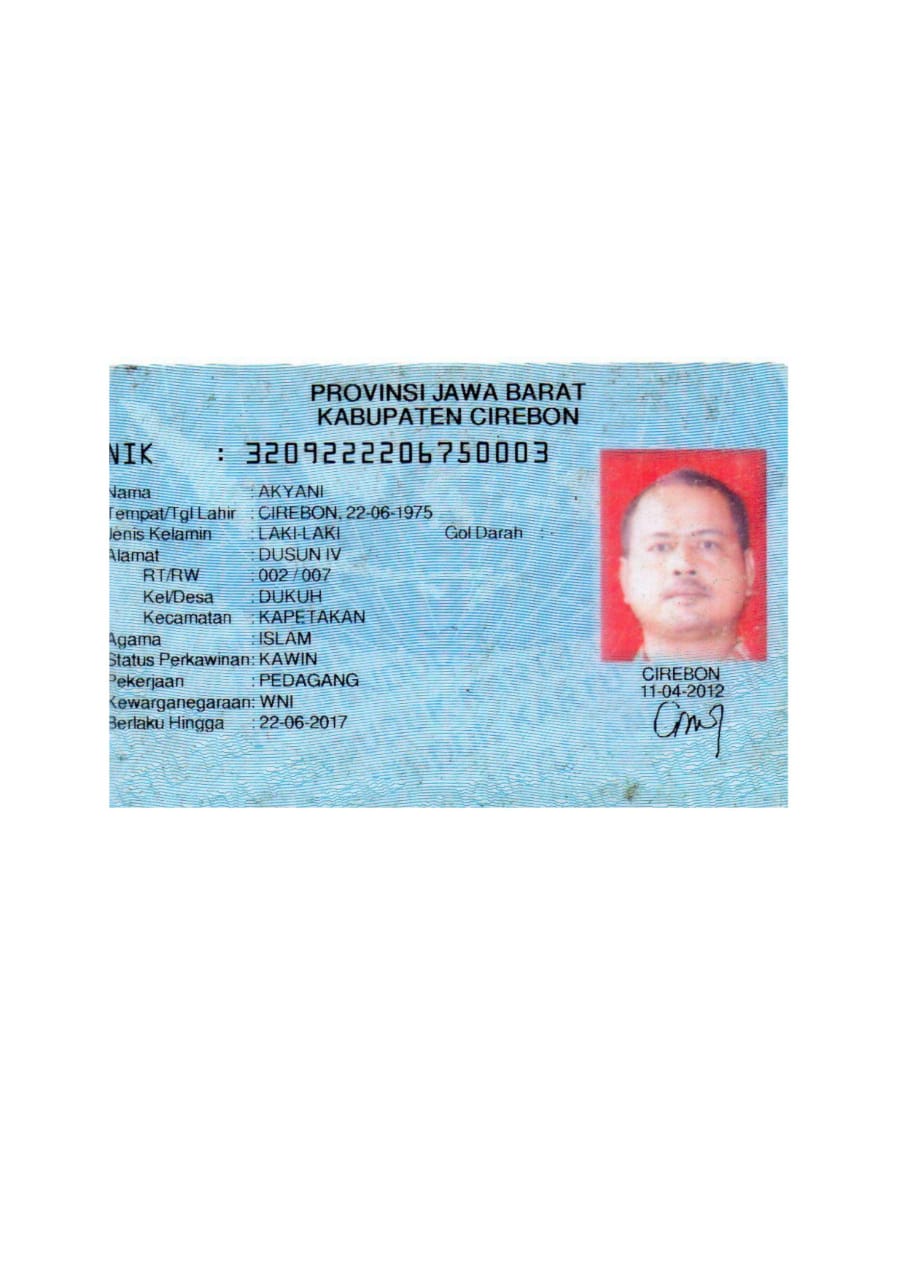 PROVINSI JAWA BARAT
KABUPATEN CIREBON
NIK : 3209222206750003
Nama : AKYANI
Tempat/Tgl Lahir : CIREBON, 22-06-1975
Jenis Kelamin : LAKI-LAKI Gol Darah : -
Alamat : DUSUN IV
RT/RW : 002 / 007
Kel/Desa : DUKUH
Kecamatan : KAPETAKAN
Agama : ISLAM
Status Perkawinan: KAWIN
Pekerjaan : PEDAGANG
Kewarganegaraan: WNI
Berlaku Hingga : 22-06-2017
CIREBON
11-04-2012